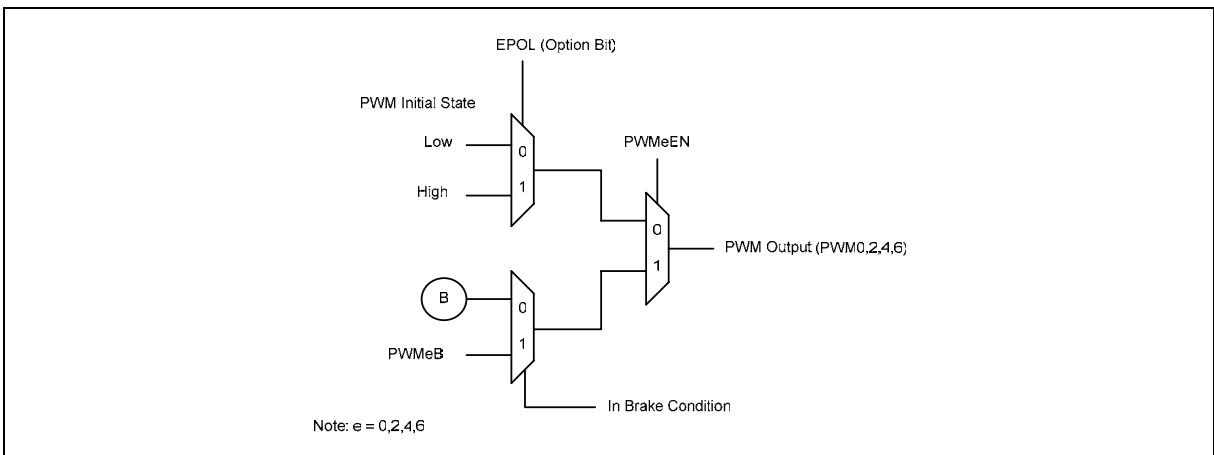 EPOL (Option Bit)
PWM Initial State
Low
0
High
1
PWMeEN
0
1
PWM Output (PWM0,2,4,6)
B
0
PWMeB
1
In Brake Condition
Note: e = 0,2,4,6